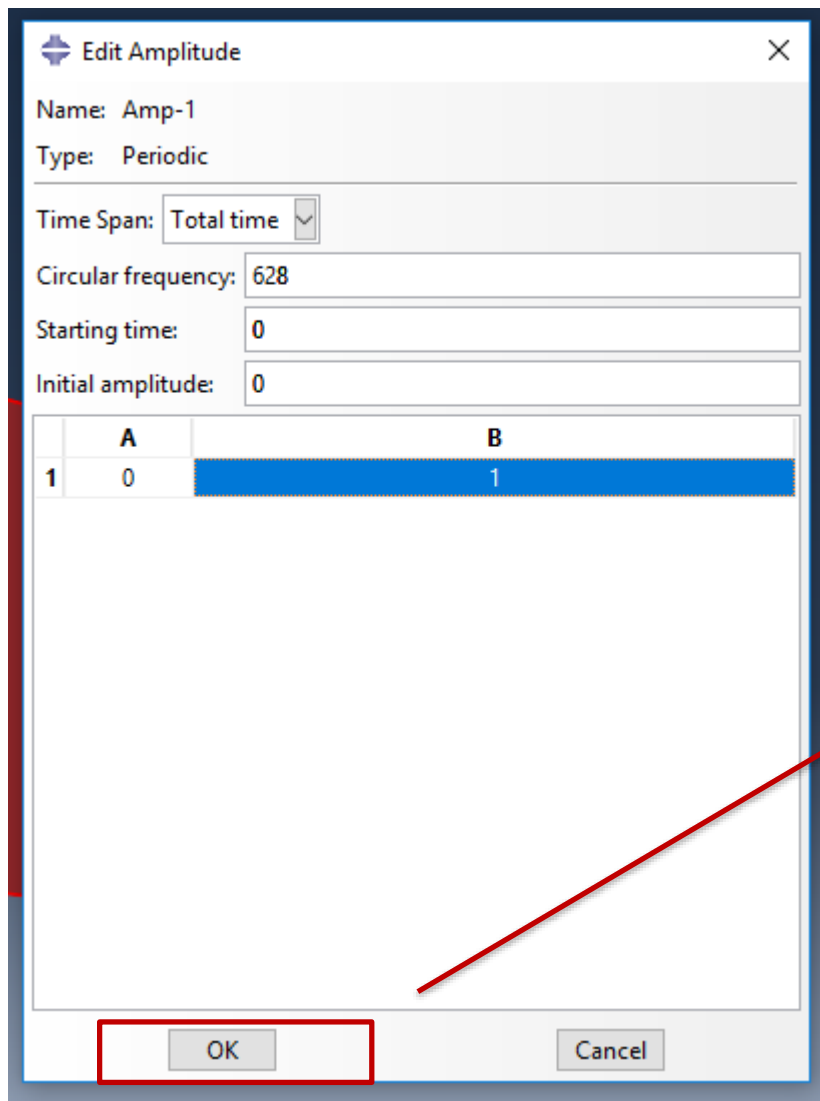 Edit Amplitude
Name: Amp-1
Type: Periodic
Time Span: Total time
Circular frequency: 628
Starting time: 0
Initial amplitude: 0
A B
1 0 1
OK Cancel